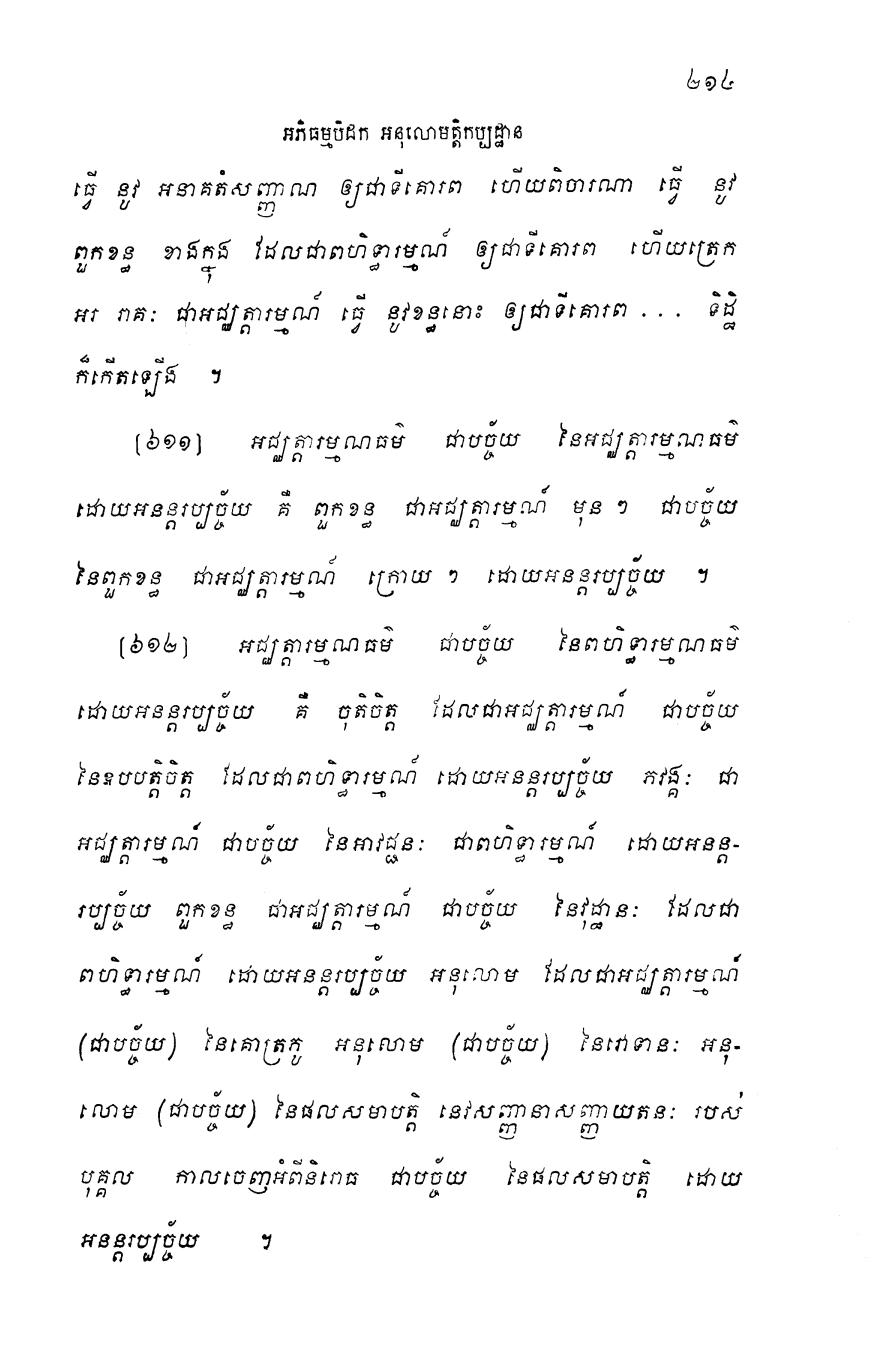 ២១៤
អភិធម្មបិដក អនុលោមត្តិកប្បដ្ឋាន
ធ្វើ នូវ អនាគតំសញ្ញាណ ឲ្យជាទីគោរព ហើយពិចារណា ធ្វើ នូវ
ពួកខន្ធ ខាងក្នុង ដែលជាពហិទ្ធារម្មណ៍ ឲ្យជាទីគោរព ហើយត្រេក
អរ រាគៈ ជាអជ្ឈត្តារម្មណ៍ ធ្វើ នូវខន្ធនោះ ឲ្យជាទីគោរព ... ទិដ្ឋិ
ក៏កើតឡើង ។
[៦១១] អជ្ឈត្តារម្មណធម៌ ជាបច្ច័យ នៃអជ្ឈត្តារម្មណធម៌
ដោយអនន្តរប្បច្ច័យ គឺ ពួកខន្ធ ជាអជ្ឈត្តារម្មណ៍ មុន ៗ ជាបច្ច័យ
នៃពួកខន្ធ ជាអជ្ឈត្តារម្មណ៍ ក្រោយ ៗ ដោយអនន្តរប្បច្ច័យ ។
[៦១២] អជ្ឈត្តារម្មណធម៌ ជាបច្ច័យ នៃពហិទ្ធារម្មណធម៌
ដោយអនន្តរប្បច្ច័យ គឺ ចុតិចិត្ត ដែលជាអជ្ឈត្តារម្មណ៍ ជាបច្ច័យ
នៃឧបបត្តិចិត្ត ដែលជាពហិទ្ធារម្មណ៍ ដោយអនន្តរប្បច្ច័យ ភវង្គៈ ជា
អជ្ឈត្តារម្មណ៍ ជាបច្ច័យ នៃអាវជ្ជនៈ ជាពហិទ្ធារម្មណ៍ ដោយអនន្ត-
រប្បច្ច័យ ពួកខន្ធ ជាអជ្ឈត្តារម្មណ៍ ជាបច្ច័យ នៃវុដ្ឋានៈ ដែលជា
ពហិទ្ធារម្មណ៍ ដោយអនន្តរប្បច្ច័យ អនុលោម ដែលជាអជ្ឈត្តារម្មណ៍
(ជាបច្ច័យ) នៃគោត្រភូ អនុលោម (ជាបច្ច័យ) នៃវោទានៈ អនុ-
លោម (ជាបច្ច័យ) នៃផលសមាបត្តិ នេវសញ្ញានាសញ្ញាយតនៈ របស់
បុគ្គល កាលចេញអំពីនិរោធ ជាបច្ច័យ នៃផលសមាបត្តិ ដោយ
អនន្តរប្បច្ច័យ ។